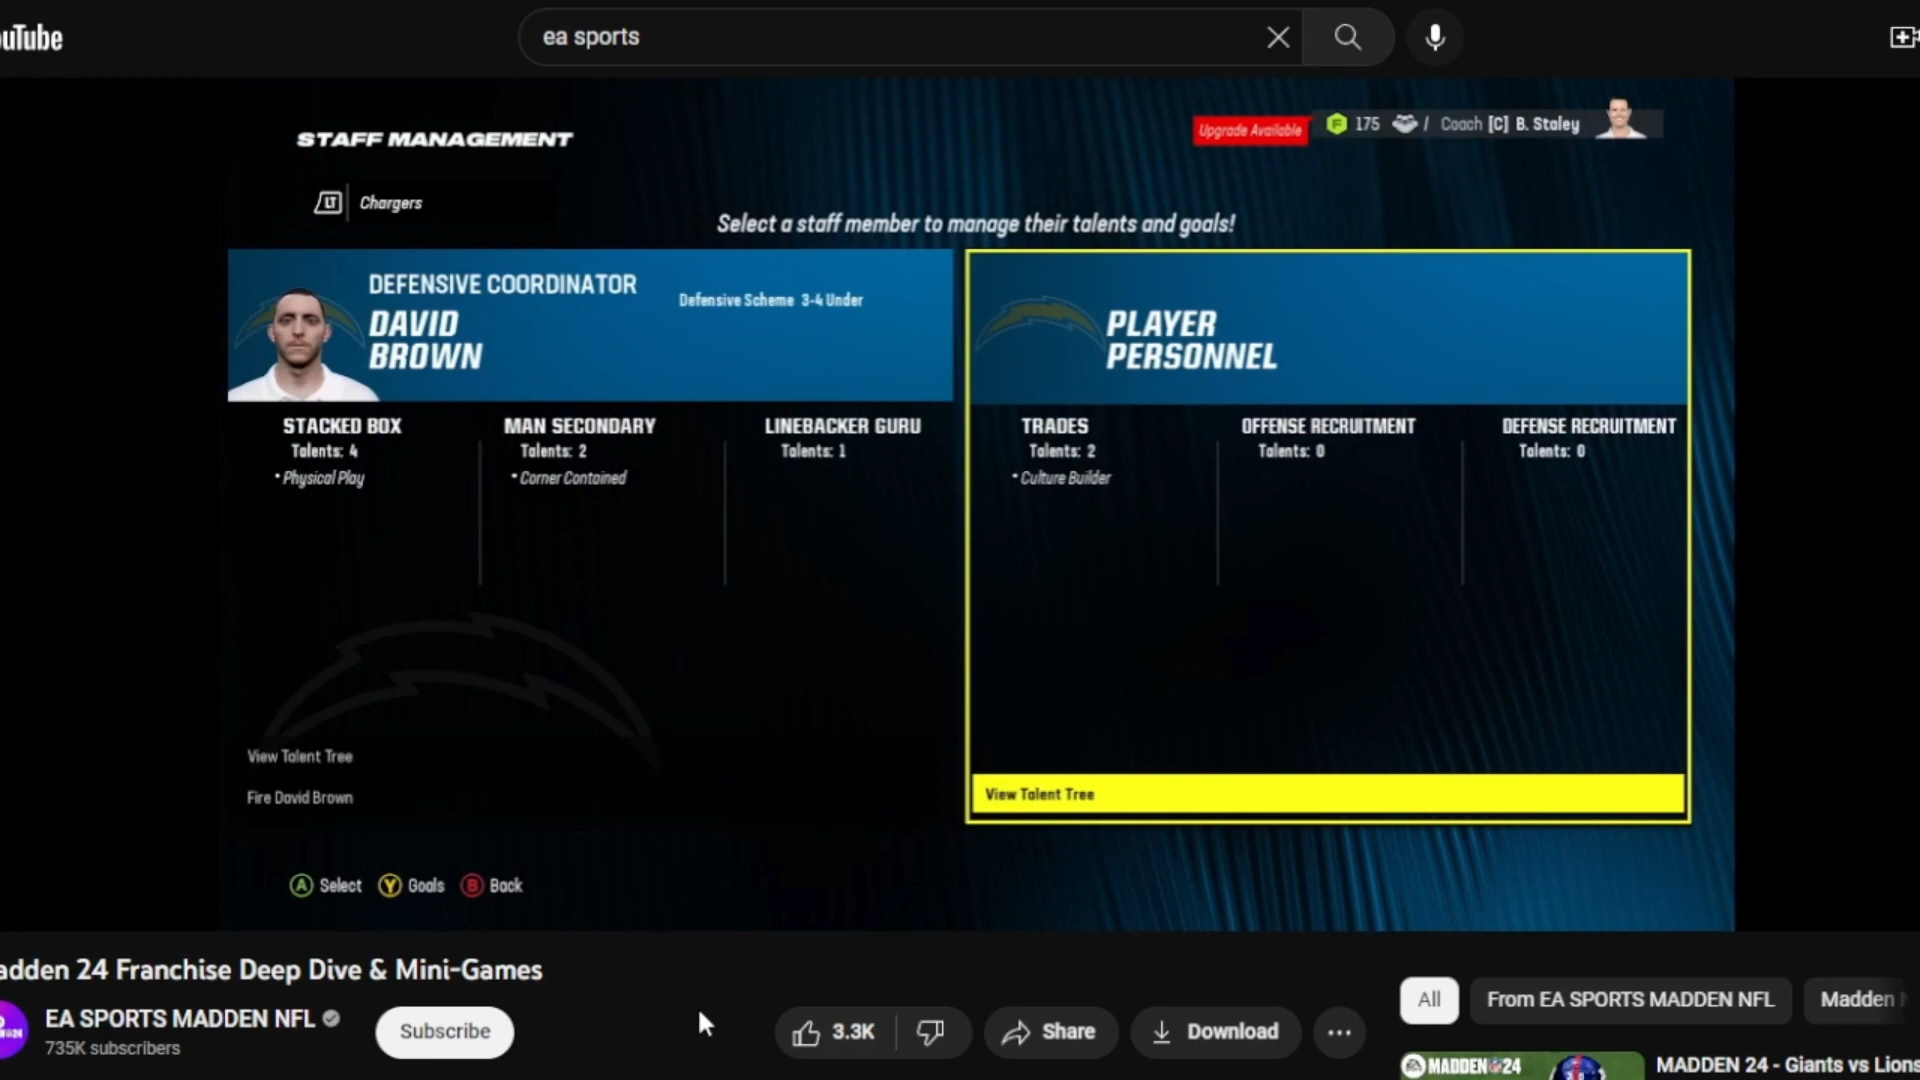 ouTube
ea sports
STAFF MANAGEMENT
Upgrade Available
F 175 / Coach [C] B. Staley
LT Chargers
Select a staff member to manage their talents and goals!
DEFENSIVE COORDINATOR
DAVID
BROWN
Defensive Scheme 3-4 Under
STACKED BOX
Talents: 4
• Physical Play
MAN SECONDARY
Talents: 2
• Corner Contained
LINEBACKER GURU
Talents: 1
View Talent Tree
Fire David Brown
PLAYER
PERSONNEL
TRADES
Talents: 2
• Culture Builder
OFFENSE RECRUITMENT
Talents: 0
DEFENSE RECRUITMENT
Talents: 0
View Talent Tree
A Select Y Goals B Back
adden 24 Franchise Deep Dive & Mini-Games
EA SPORTS MADDEN NFL
735K subscribers
Subscribe
3.3K
Share
Download
All
From EA SPORTS MADDEN NFL
Madden
MADDEN 24
MADDEN 24 - Giants vs Lions